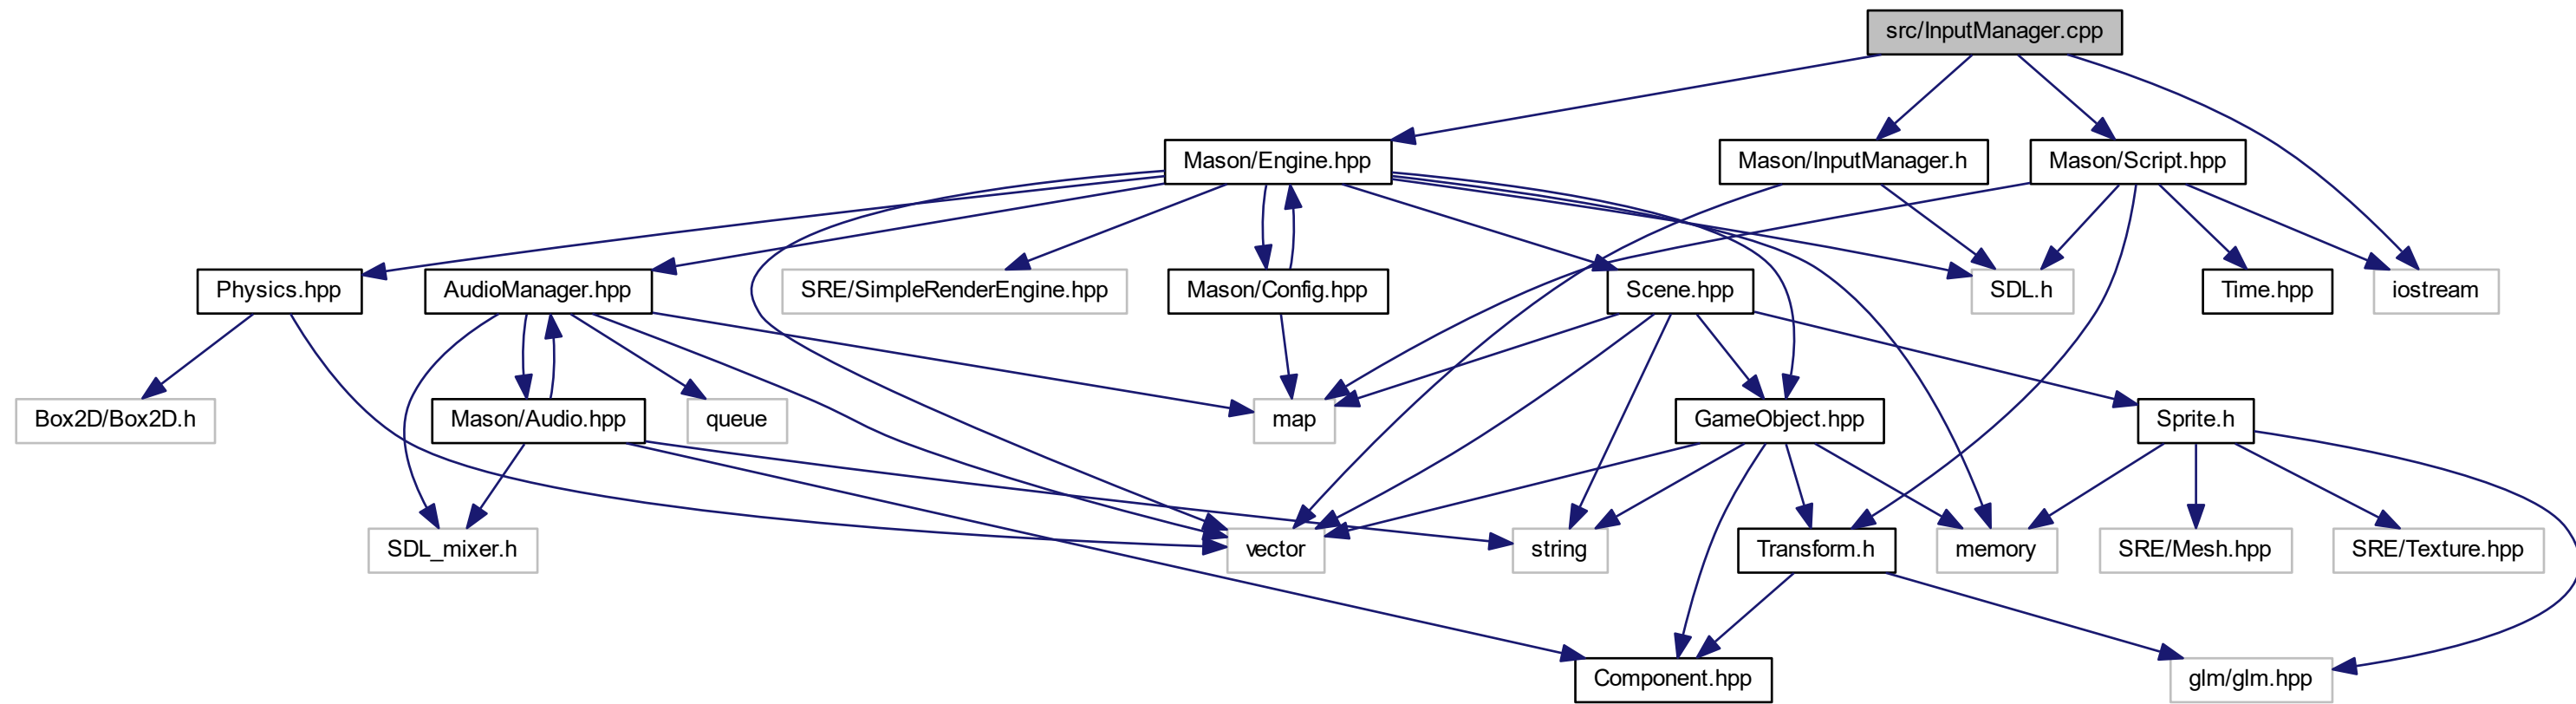 src/InputManager.cpp
Mason/Engine.hpp
Mason/InputManager.h
Mason/Script.hpp
Physics.hpp
AudioManager.hpp
SRE/SimpleRenderEngine.hpp
Mason/Config.hpp
Scene.hpp
SDL.h
Time.hpp
iostream
Box2D/Box2D.h
Mason/Audio.hpp
queue
map
GameObject.hpp
Sprite.h
SDL_mixer.h
vector
string
Transform.h
memory
SRE/Mesh.hpp
SRE/Texture.hpp
Component.hpp
glm/glm.hpp